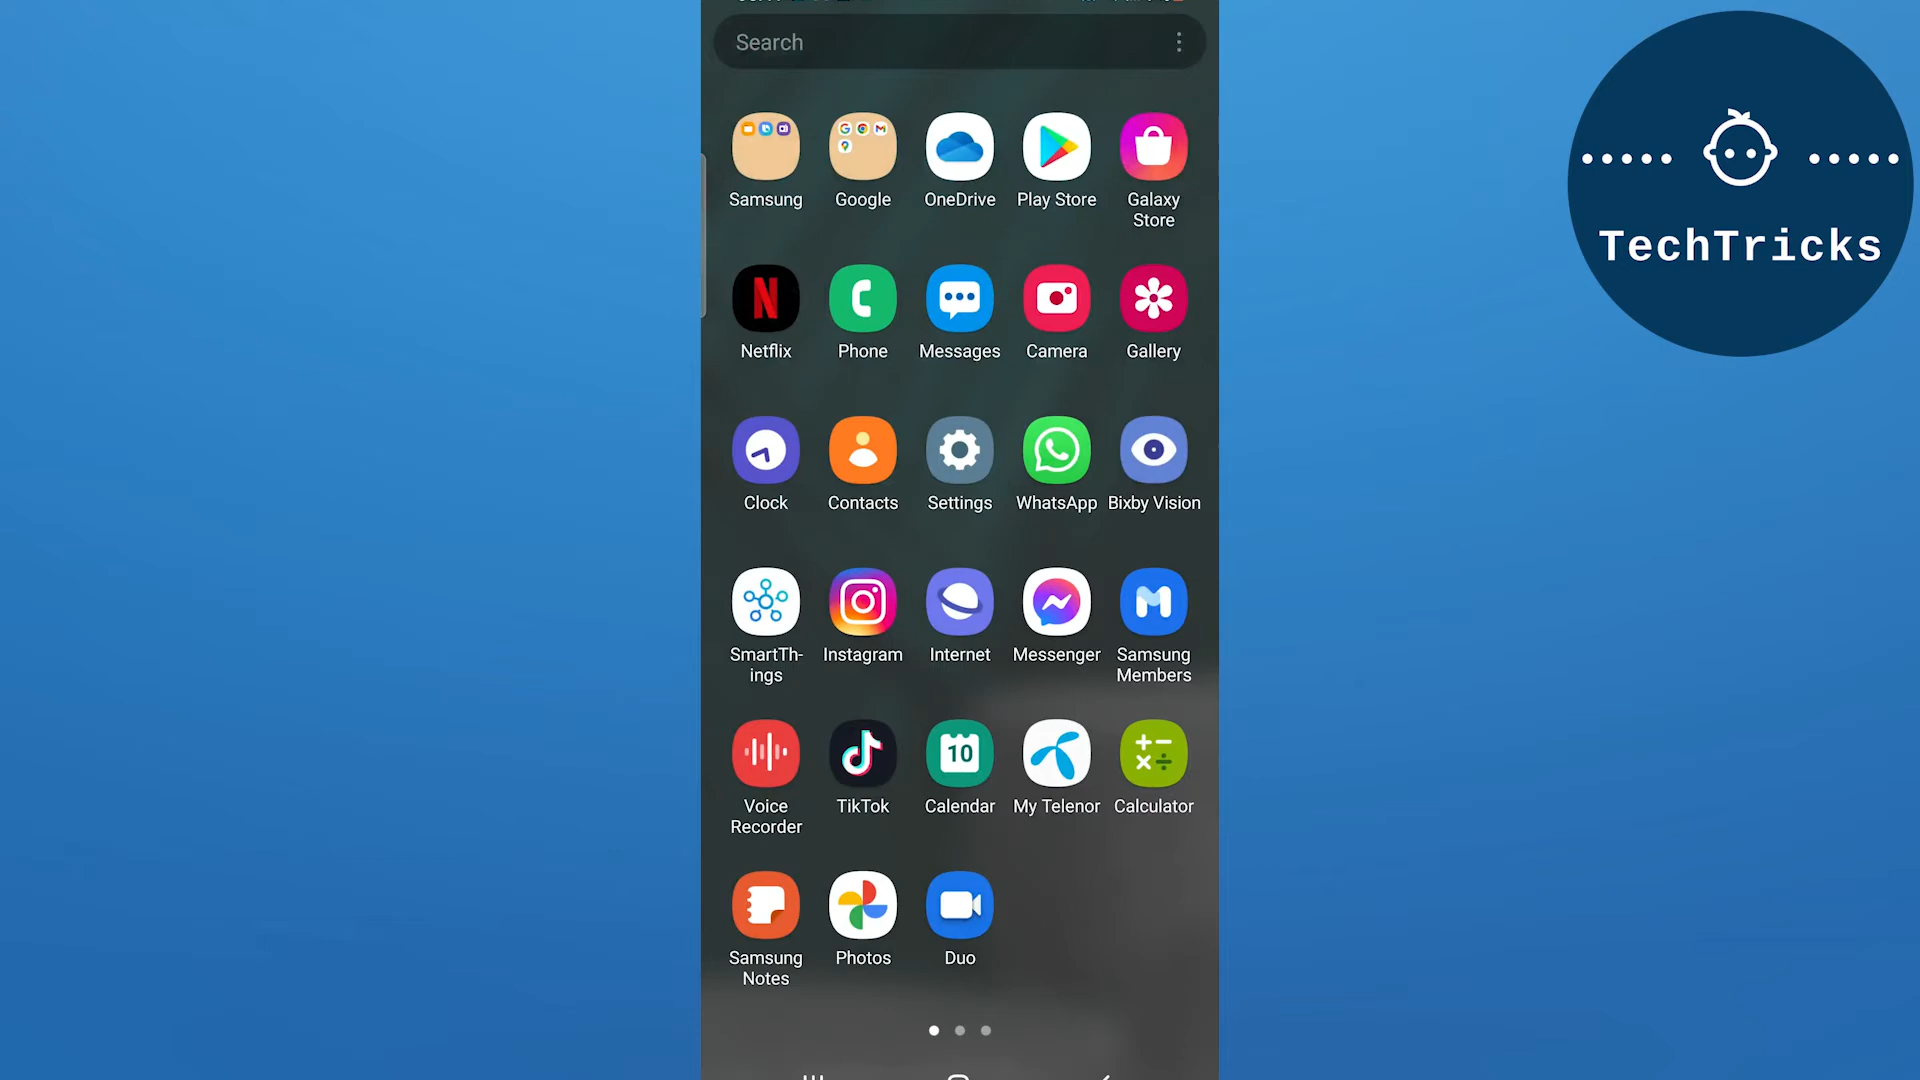 Search
Samsung
Google
OneDrive
Play Store
Galaxy
Store
Netflix
Phone
Messages
Camera
Gallery
Clock
Contacts
Settings
WhatsApp
Bixby Vision
SmartTh-
ings
Instagram
Internet
Messenger
Samsung
Members
Voice
Recorder
TikTok
10
Calendar
My Telenor
Calculator
Samsung
Notes
Photos
Duo
TechTricks